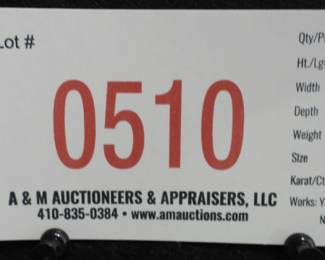 Lot #
0510
A & M AUCTIONEERS & APPRAISERS, LLC
410-835-0384 • www.amauctions.com
Qty/P
Ht./Lg
Width
Depth
Weight
Size
Karat/Ct
Works: Y
N